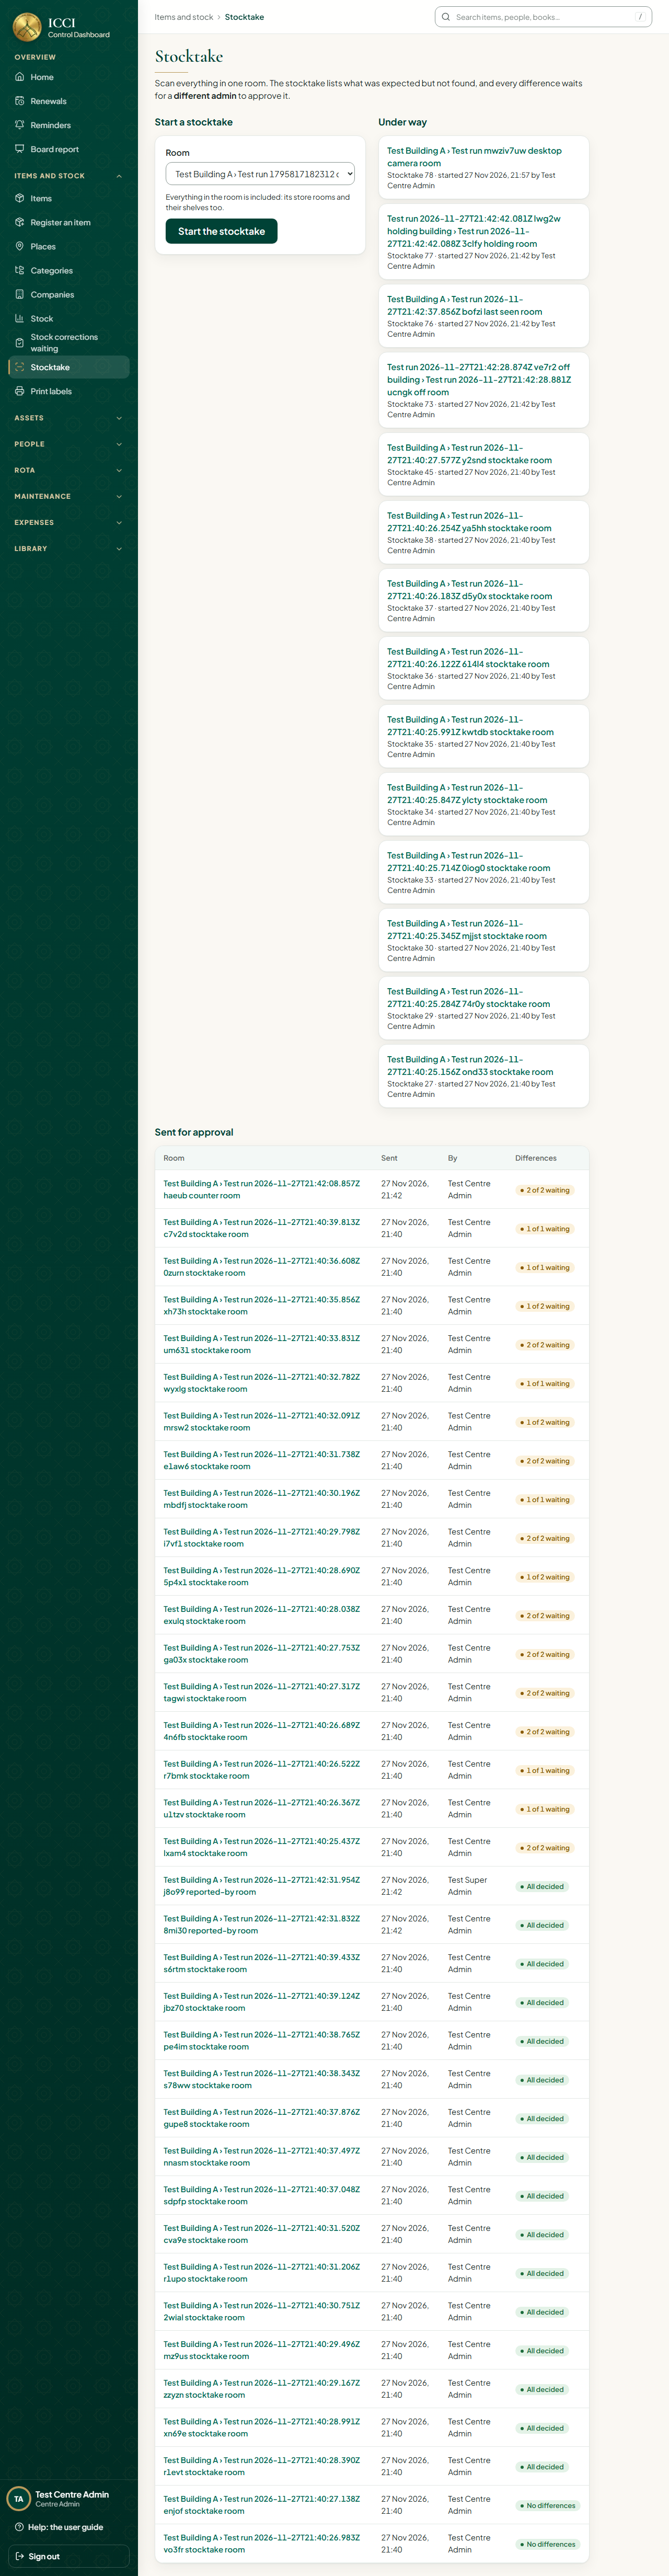 ICCI
Control Dashboard
OVERVIEW
Home
Renewals
Reminders
Board report
ITEMS AND STOCK
Items
Register an item
Places
Categories
Companies
Stock
Stock corrections
waiting
Stocktake
Print labels
ASSETS
PEOPLE
ROTA
MAINTENANCE
EXPENSES
LIBRARY
TA
Test Centre Admin
Centre Admin
Help: the user guide
Sign out
Items and stock › Stocktake
Search items, people, books...
/
Stocktake
Scan everything in one room. The stocktake lists what was expected but not found, and every difference waits
for a different admin to approve it.
Start a stocktake
Room
Test Building A › Test run 1795817182312 c
Everything in the room is included: its store rooms and
their shelves too.
Start the stocktake
Under way
Test Building A › Test run mwziv7uw desktop
camera room
Stocktake 78 · started 27 Nov 2026, 21:57 by Test
Centre Admin
Test run 2026-11-27T21:42:42.081Z lwg2w
holding building › Test run 2026-11-
27T21:42:42.088Z 3clfy holding room
Stocktake 77 · started 27 Nov 2026, 21:42 by Test
Centre Admin
Test Building A › Test run 2026-11-
27T21:42:37.856Z bofzi last seen room
Stocktake 76 · started 27 Nov 2026, 21:42 by Test
Centre Admin
Test run 2026-11-27T21:42:28.874Z ve7r2 off
building › Test run 2026-11-27T21:42:28.881Z
ucngk off room
Stocktake 73 · started 27 Nov 2026, 21:42 by Test
Centre Admin
Test Building A › Test run 2026-11-
27T21:40:27.577Z y2snd stocktake room
Stocktake 45 · started 27 Nov 2026, 21:40 by Test
Centre Admin
Test Building A › Test run 2026-11-
27T21:40:26.254Z ya5hh stocktake room
Stocktake 38 · started 27 Nov 2026, 21:40 by Test
Centre Admin
Test Building A › Test run 2026-11-
27T21:40:26.183Z d5y0x stocktake room
Stocktake 37 · started 27 Nov 2026, 21:40 by Test
Centre Admin
Test Building A › Test run 2026-11-
27T21:40:26.122Z 614l4 stocktake room
Stocktake 36 · started 27 Nov 2026, 21:40 by Test
Centre Admin
Test Building A › Test run 2026-11-
27T21:40:25.991Z kwtdb stocktake room
Stocktake 35 · started 27 Nov 2026, 21:40 by Test
Centre Admin
Test Building A › Test run 2026-11-
27T21:40:25.847Z ylcty stocktake room
Stocktake 34 · started 27 Nov 2026, 21:40 by Test
Centre Admin
Test Building A › Test run 2026-11-
27T21:40:25.714Z 0iog0 stocktake room
Stocktake 33 · started 27 Nov 2026, 21:40 by Test
Centre Admin
Test Building A › Test run 2026-11-
27T21:40:25.345Z mjjst stocktake room
Stocktake 30 · started 27 Nov 2026, 21:40 by Test
Centre Admin
Test Building A › Test run 2026-11-
27T21:40:25.284Z 74r0y stocktake room
Stocktake 29 · started 27 Nov 2026, 21:40 by Test
Centre Admin
Test Building A › Test run 2026-11-
27T21:40:25.156Z ond33 stocktake room
Stocktake 27 · started 27 Nov 2026, 21:40 by Test
Centre Admin
Sent for approval
Room Sent By Differences
Test Building A › Test run 2026-11-27T21:42:08.857Z 27 Nov 2026, Test Centre 2 of 2 waiting
haeub counter room 21:42 Admin
Test Building A › Test run 2026-11-27T21:40:39.813Z 27 Nov 2026, Test Centre 1 of 1 waiting
c7v2d stocktake room 21:40 Admin
Test Building A › Test run 2026-11-27T21:40:36.608Z 27 Nov 2026, Test Centre 1 of 1 waiting
0zurn stocktake room 21:40 Admin
Test Building A › Test run 2026-11-27T21:40:35.856Z 27 Nov 2026, Test Centre 1 of 2 waiting
xh73h stocktake room 21:40 Admin
Test Building A › Test run 2026-11-27T21:40:33.831Z 27 Nov 2026, Test Centre 2 of 2 waiting
um631 stocktake room 21:40 Admin
Test Building A › Test run 2026-11-27T21:40:32.782Z 27 Nov 2026, Test Centre 1 of 1 waiting
wyxlg stocktake room 21:40 Admin
Test Building A › Test run 2026-11-27T21:40:32.091Z 27 Nov 2026, Test Centre 1 of 2 waiting
mrsw2 stocktake room 21:40 Admin
Test Building A › Test run 2026-11-27T21:40:31.738Z 27 Nov 2026, Test Centre 2 of 2 waiting
e1aw6 stocktake room 21:40 Admin
Test Building A › Test run 2026-11-27T21:40:30.196Z 27 Nov 2026, Test Centre 1 of 1 waiting
mbdfj stocktake room 21:40 Admin
Test Building A › Test run 2026-11-27T21:40:29.798Z 27 Nov 2026, Test Centre 2 of 2 waiting
i7vf1 stocktake room 21:40 Admin
Test Building A › Test run 2026-11-27T21:40:28.690Z 27 Nov 2026, Test Centre 1 of 2 waiting
5p4x1 stocktake room 21:40 Admin
Test Building A › Test run 2026-11-27T21:40:28.038Z 27 Nov 2026, Test Centre 2 of 2 waiting
exulq stocktake room 21:40 Admin
Test Building A › Test run 2026-11-27T21:40:27.753Z 27 Nov 2026, Test Centre 2 of 2 waiting
ga03x stocktake room 21:40 Admin
Test Building A › Test run 2026-11-27T21:40:27.317Z 27 Nov 2026, Test Centre 2 of 2 waiting
tagwi stocktake room 21:40 Admin
Test Building A › Test run 2026-11-27T21:40:26.689Z 27 Nov 2026, Test Centre 2 of 2 waiting
4n6fb stocktake room 21:40 Admin
Test Building A › Test run 2026-11-27T21:40:26.522Z 27 Nov 2026, Test Centre 1 of 1 waiting
r7bmk stocktake room 21:40 Admin
Test Building A › Test run 2026-11-27T21:40:26.367Z 27 Nov 2026, Test Centre 1 of 1 waiting
u1tzv stocktake room 21:40 Admin
Test Building A › Test run 2026-11-27T21:40:25.437Z 27 Nov 2026, Test Centre 2 of 2 waiting
lxam4 stocktake room 21:40 Admin
Test Building A › Test run 2026-11-27T21:42:31.954Z 27 Nov 2026, Test Super All decided
j8o99 reported-by room 21:42 Admin
Test Building A › Test run 2026-11-27T21:42:31.832Z 27 Nov 2026, Test Centre All decided
8mi30 reported-by room 21:42 Admin
Test Building A › Test run 2026-11-27T21:40:39.433Z 27 Nov 2026, Test Centre All decided
s6rtm stocktake room 21:40 Admin
Test Building A › Test run 2026-11-27T21:40:39.124Z 27 Nov 2026, Test Centre All decided
jbz70 stocktake room 21:40 Admin
Test Building A › Test run 2026-11-27T21:40:38.765Z 27 Nov 2026, Test Centre All decided
pe4im stocktake room 21:40 Admin
Test Building A › Test run 2026-11-27T21:40:38.343Z 27 Nov 2026, Test Centre All decided
s78ww stocktake room 21:40 Admin
Test Building A › Test run 2026-11-27T21:40:37.876Z 27 Nov 2026, Test Centre All decided
gupe8 stocktake room 21:40 Admin
Test Building A › Test run 2026-11-27T21:40:37.497Z 27 Nov 2026, Test Centre All decided
nnasm stocktake room 21:40 Admin
Test Building A › Test run 2026-11-27T21:40:37.048Z 27 Nov 2026, Test Centre All decided
sdpfp stocktake room 21:40 Admin
Test Building A › Test run 2026-11-27T21:40:31.520Z 27 Nov 2026, Test Centre All decided
cva9e stocktake room 21:40 Admin
Test Building A › Test run 2026-11-27T21:40:31.206Z 27 Nov 2026, Test Centre All decided
r1upo stocktake room 21:40 Admin
Test Building A › Test run 2026-11-27T21:40:30.751Z 27 Nov 2026, Test Centre All decided
2wial stocktake room 21:40 Admin
Test Building A › Test run 2026-11-27T21:40:29.496Z 27 Nov 2026, Test Centre All decided
mz9us stocktake room 21:40 Admin
Test Building A › Test run 2026-11-27T21:40:29.167Z 27 Nov 2026, Test Centre All decided
zzyzn stocktake room 21:40 Admin
Test Building A › Test run 2026-11-27T21:40:28.991Z 27 Nov 2026, Test Centre All decided
xn69e stocktake room 21:40 Admin
Test Building A › Test run 2026-11-27T21:40:28.390Z 27 Nov 2026, Test Centre All decided
r1evt stocktake room 21:40 Admin
Test Building A › Test run 2026-11-27T21:40:27.138Z 27 Nov 2026, Test Centre No differences
enjof stocktake room 21:40 Admin
Test Building A › Test run 2026-11-27T21:40:26.983Z 27 Nov 2026, Test Centre No differences
vo3fr stocktake room 21:40 Admin